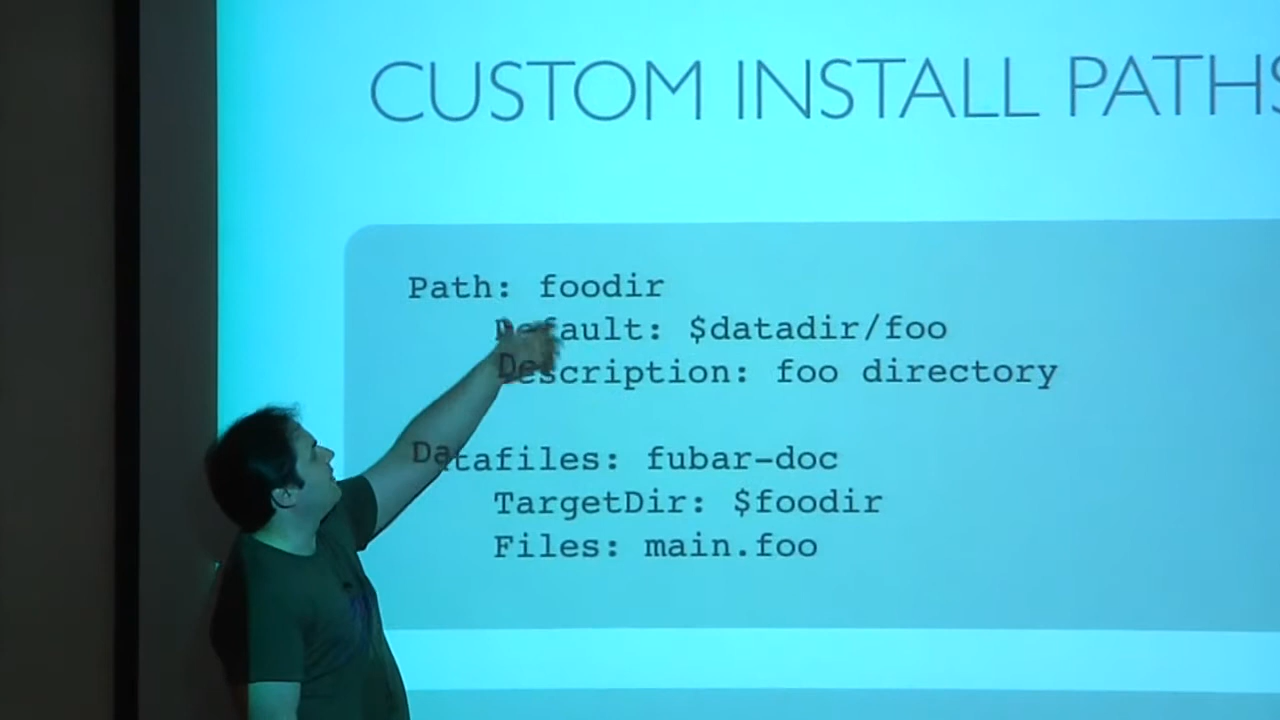 CUSTOM INSTALL PATHS
Path: foodir
Default: $datadir/foo
Description: foo directory
Datafiles: fubar-doc
TargetDir: $foodir
Files: main.foo